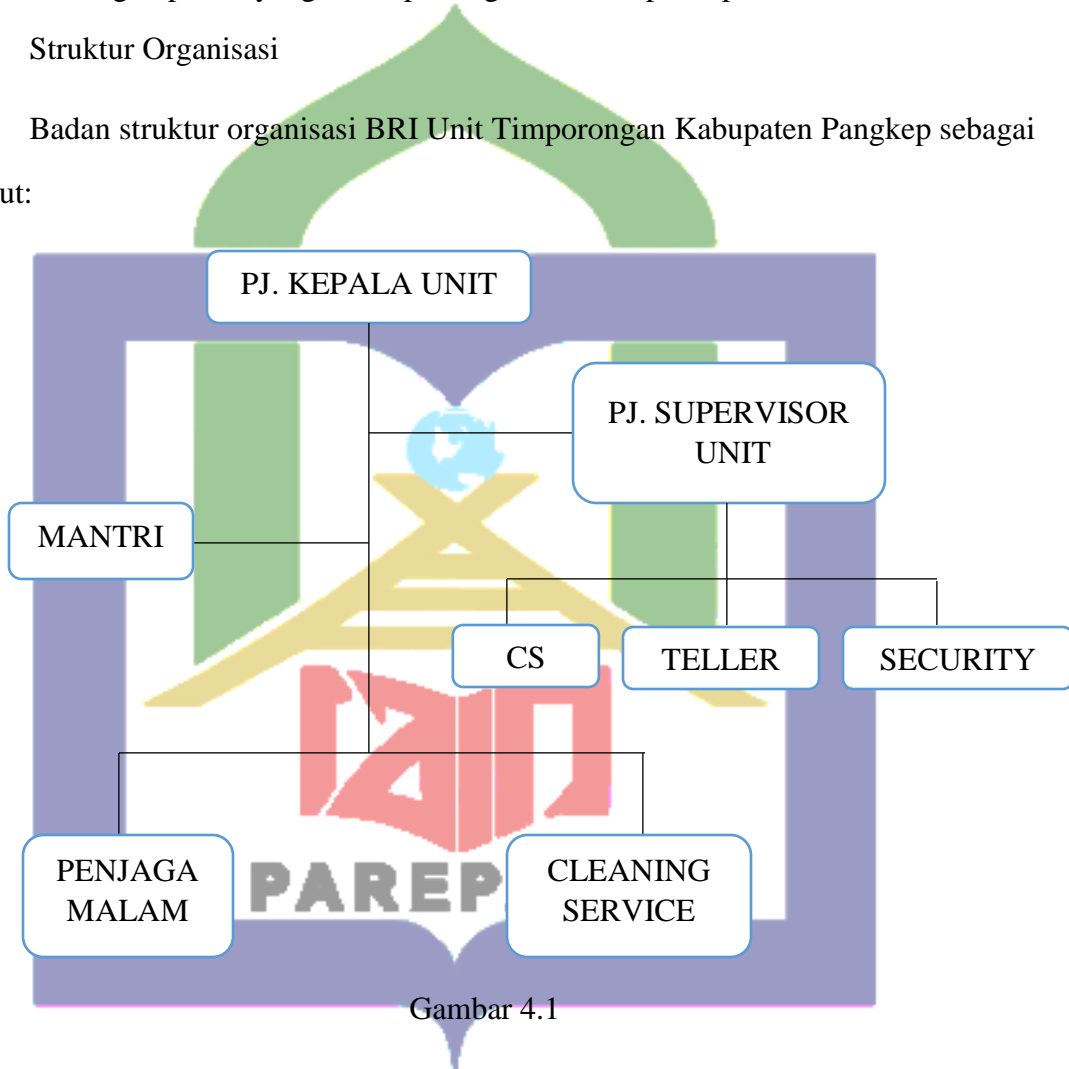 Struktur Organisasi
Badan struktur organisasi BRI Unit Timporongan Kabupaten Pangkep sebagai
ut:
PJ. KEPALA UNIT
PJ. SUPERVISOR
UNIT
MANTRI
CS
TELLER
SECURITY
PENJAGA
MALAM
CLEANING
SERVICE
PAREP
Gambar 4.1